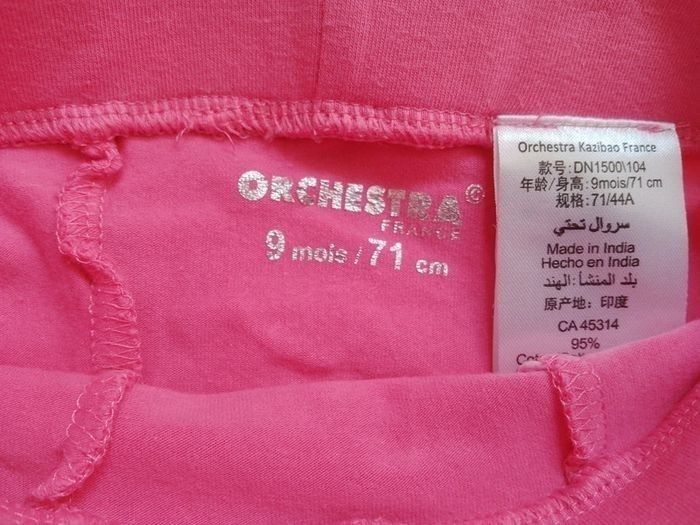 ORCHESTRA©
FRANCE
9 mois / 71 cm
Orchestra Kazibao France
款号:DN1500\104
年龄/身高:9mois/71 cm
规格:71/44A
سروال تحتي
Made in India
Hecho en India
بلد المنشأ: الهند
原产地: 印度
CA 45314
95%